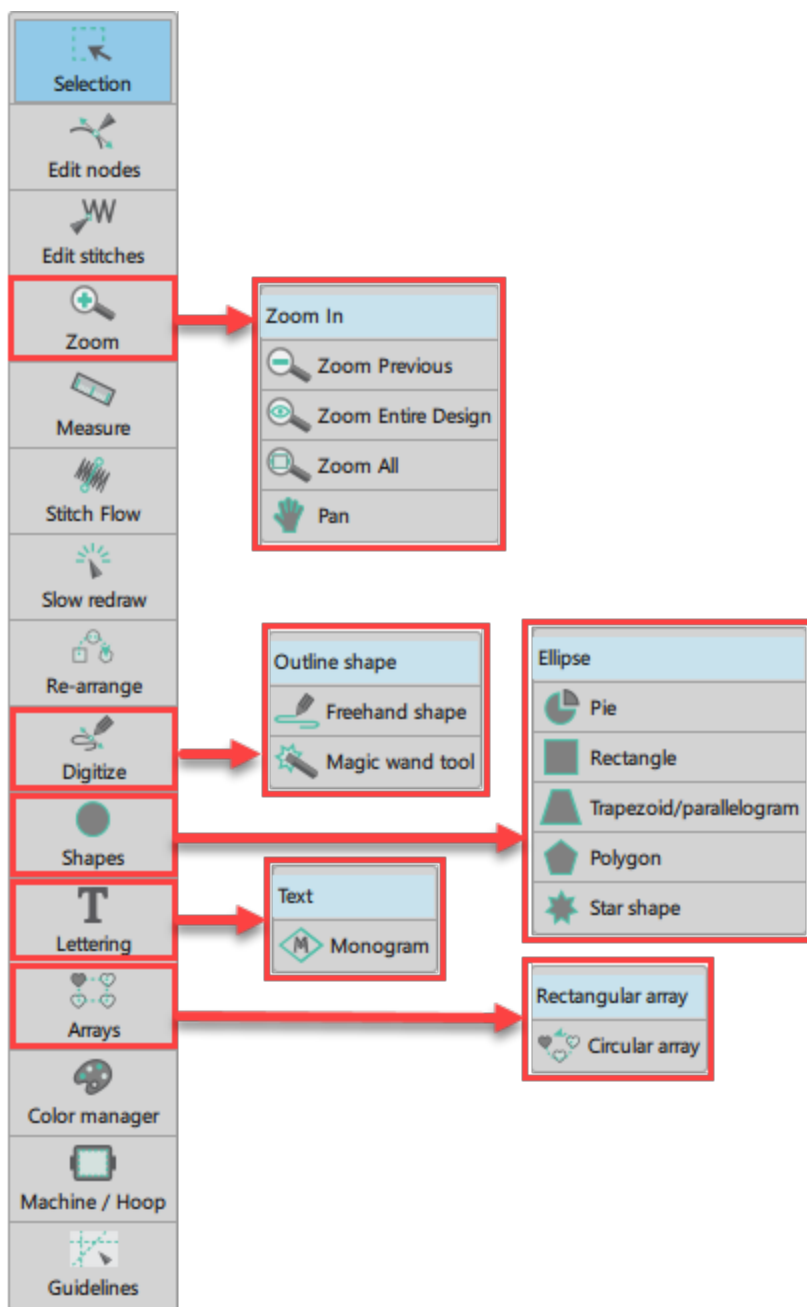 Selection
Edit nodes
Edit stitches
Zoom
Measure
Stitch Flow
Slow redraw
Re-arrange
Digitize
Shapes
Lettering
Arrays
Color manager
Machine / Hoop
Guidelines
Zoom In
Zoom Previous
Zoom Entire Design
Zoom All
Pan
Outline shape
Freehand shape
Magic wand tool
Ellipse
Pie
Rectangle
Trapezoid/parallelogram
Polygon
Star shape
T
Text
M
Monogram
Rectangular array
Circular array